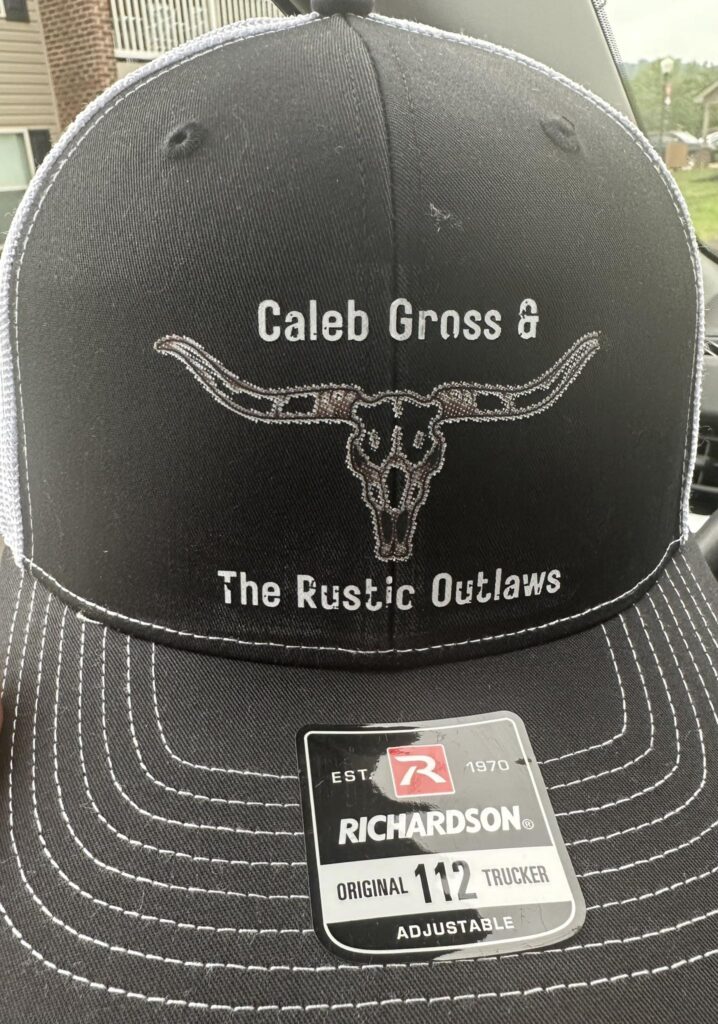 Caleb Gross &
The Rustic Outlaws
EST. R 1970
RICHARDSON®
ORIGINAL 112 TRUCKER
ADJUSTABLE